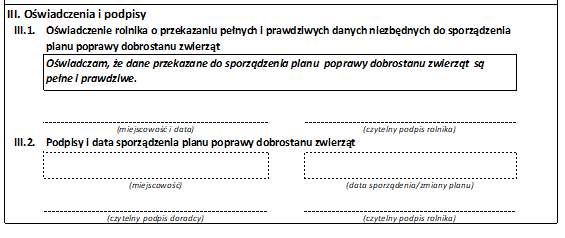 III. Oświadczenia i podpisy
III.1. Oświadczenie rolnika o przekazaniu pełnych i prawdziwych danych niezbędnych do sporządzenia
planu poprawy dobrostanu zwierząt
Oświadczam, że dane przekazane do sporządzenia planu poprawy dobrostanu zwierząt są
pełne i prawdziwe.
(miejscowość i data) (czytelny podpis rolnika)
III.2. Podpisy i data sporządzenia planu poprawy dobrostanu zwierząt
(miejscowość) (data sporządenia/zmiany planu)
(czytelny podpis doradcy) (czytelny podpis rolnika)